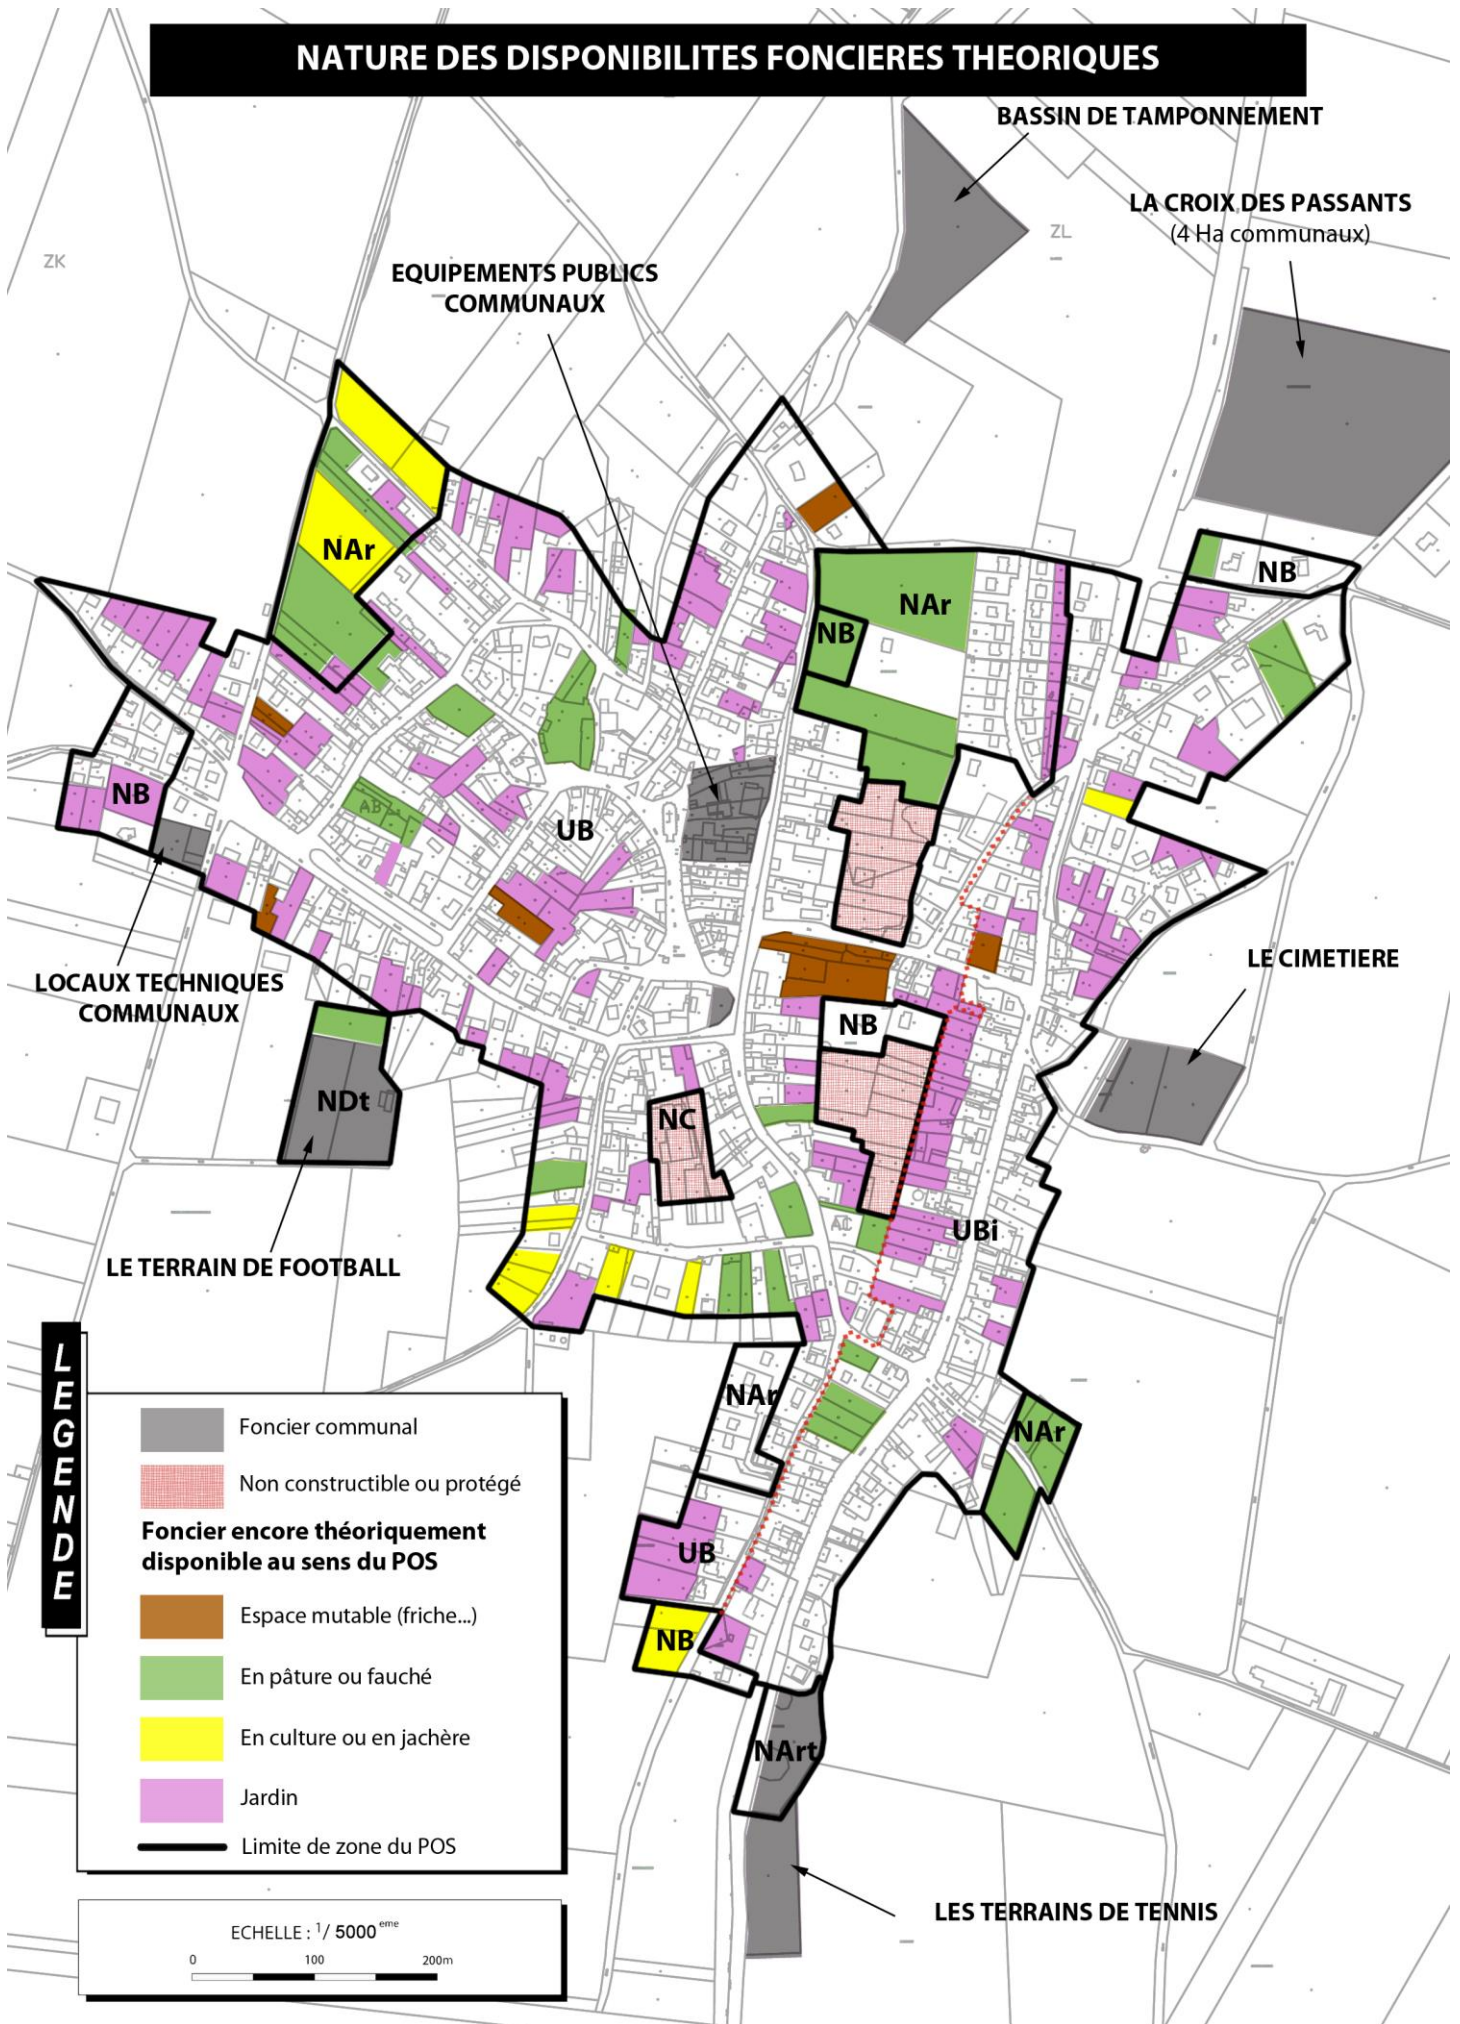 NATURE DES DISPONIBILITES FONCIERES THEORIQUES
BASSIN DE TAMPONNEMENT
LA CROIX DES PASSANTS
(4 Ha communaux)
ZL
ZK
EQUIPEMENTS PUBLICS
COMMUNAUX
NAr
NB
NAr
NB
NB
AB
UB
LOCAUX TECHNIQUES
COMMUNAUX
LE CIMETIERE
NB
NDt
NC
AC
UBi
LE TERRAIN DE FOOTBALL
NAr
NAr
UB
NB
NArt
LES TERRAINS DE TENNIS
LEGENDE
Foncier communal
Non constructible ou protégé
Foncier encore théoriquement
disponible au sens du POS
Espace mutable (friche...)
En pâture ou fauché
En culture ou en jachère
Jardin
Limite de zone du POS
ECHELLE : 1/ 5000 eme
0 100 200m